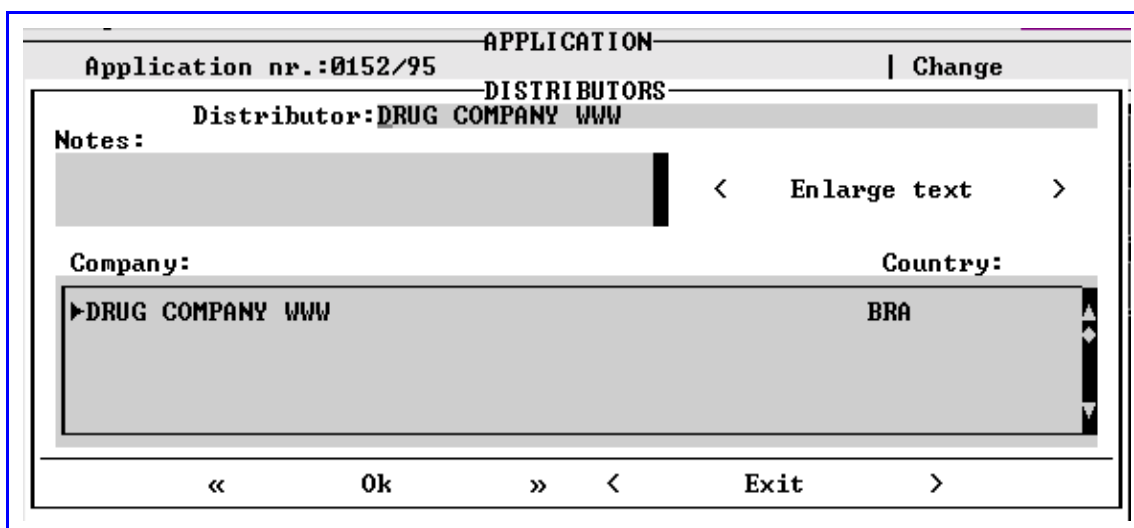 APPLICATION
Application nr.:0152/95 | Change
DISTRIBUTORS
Distributor:DRUG COMPANY WWW
Notes:
< Enlarge text >
Company: Country:
▶DRUG COMPANY WWW BRA
« Ok » < Exit >